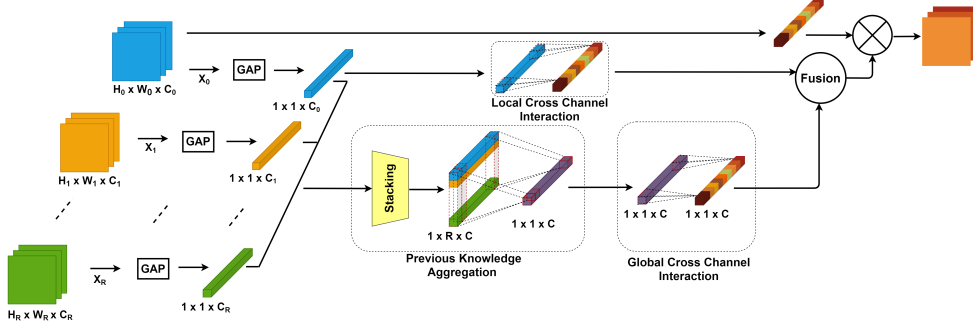 H₀ x W₀ x C₀
X₀
GAP
1 x 1 x C₀
Local Cross Channel
Interaction
Fusion
H₁ x W₁ x C₁
X₁
GAP
1 x 1 x C₁
Stacking
1 x R x C
1 x 1 x C
Previous Knowledge
Aggregation
1 x 1 x C
1 x 1 x C
Global Cross Channel
Interaction
H_R x W_R x C_R
X_R
GAP
1 x 1 x C_R